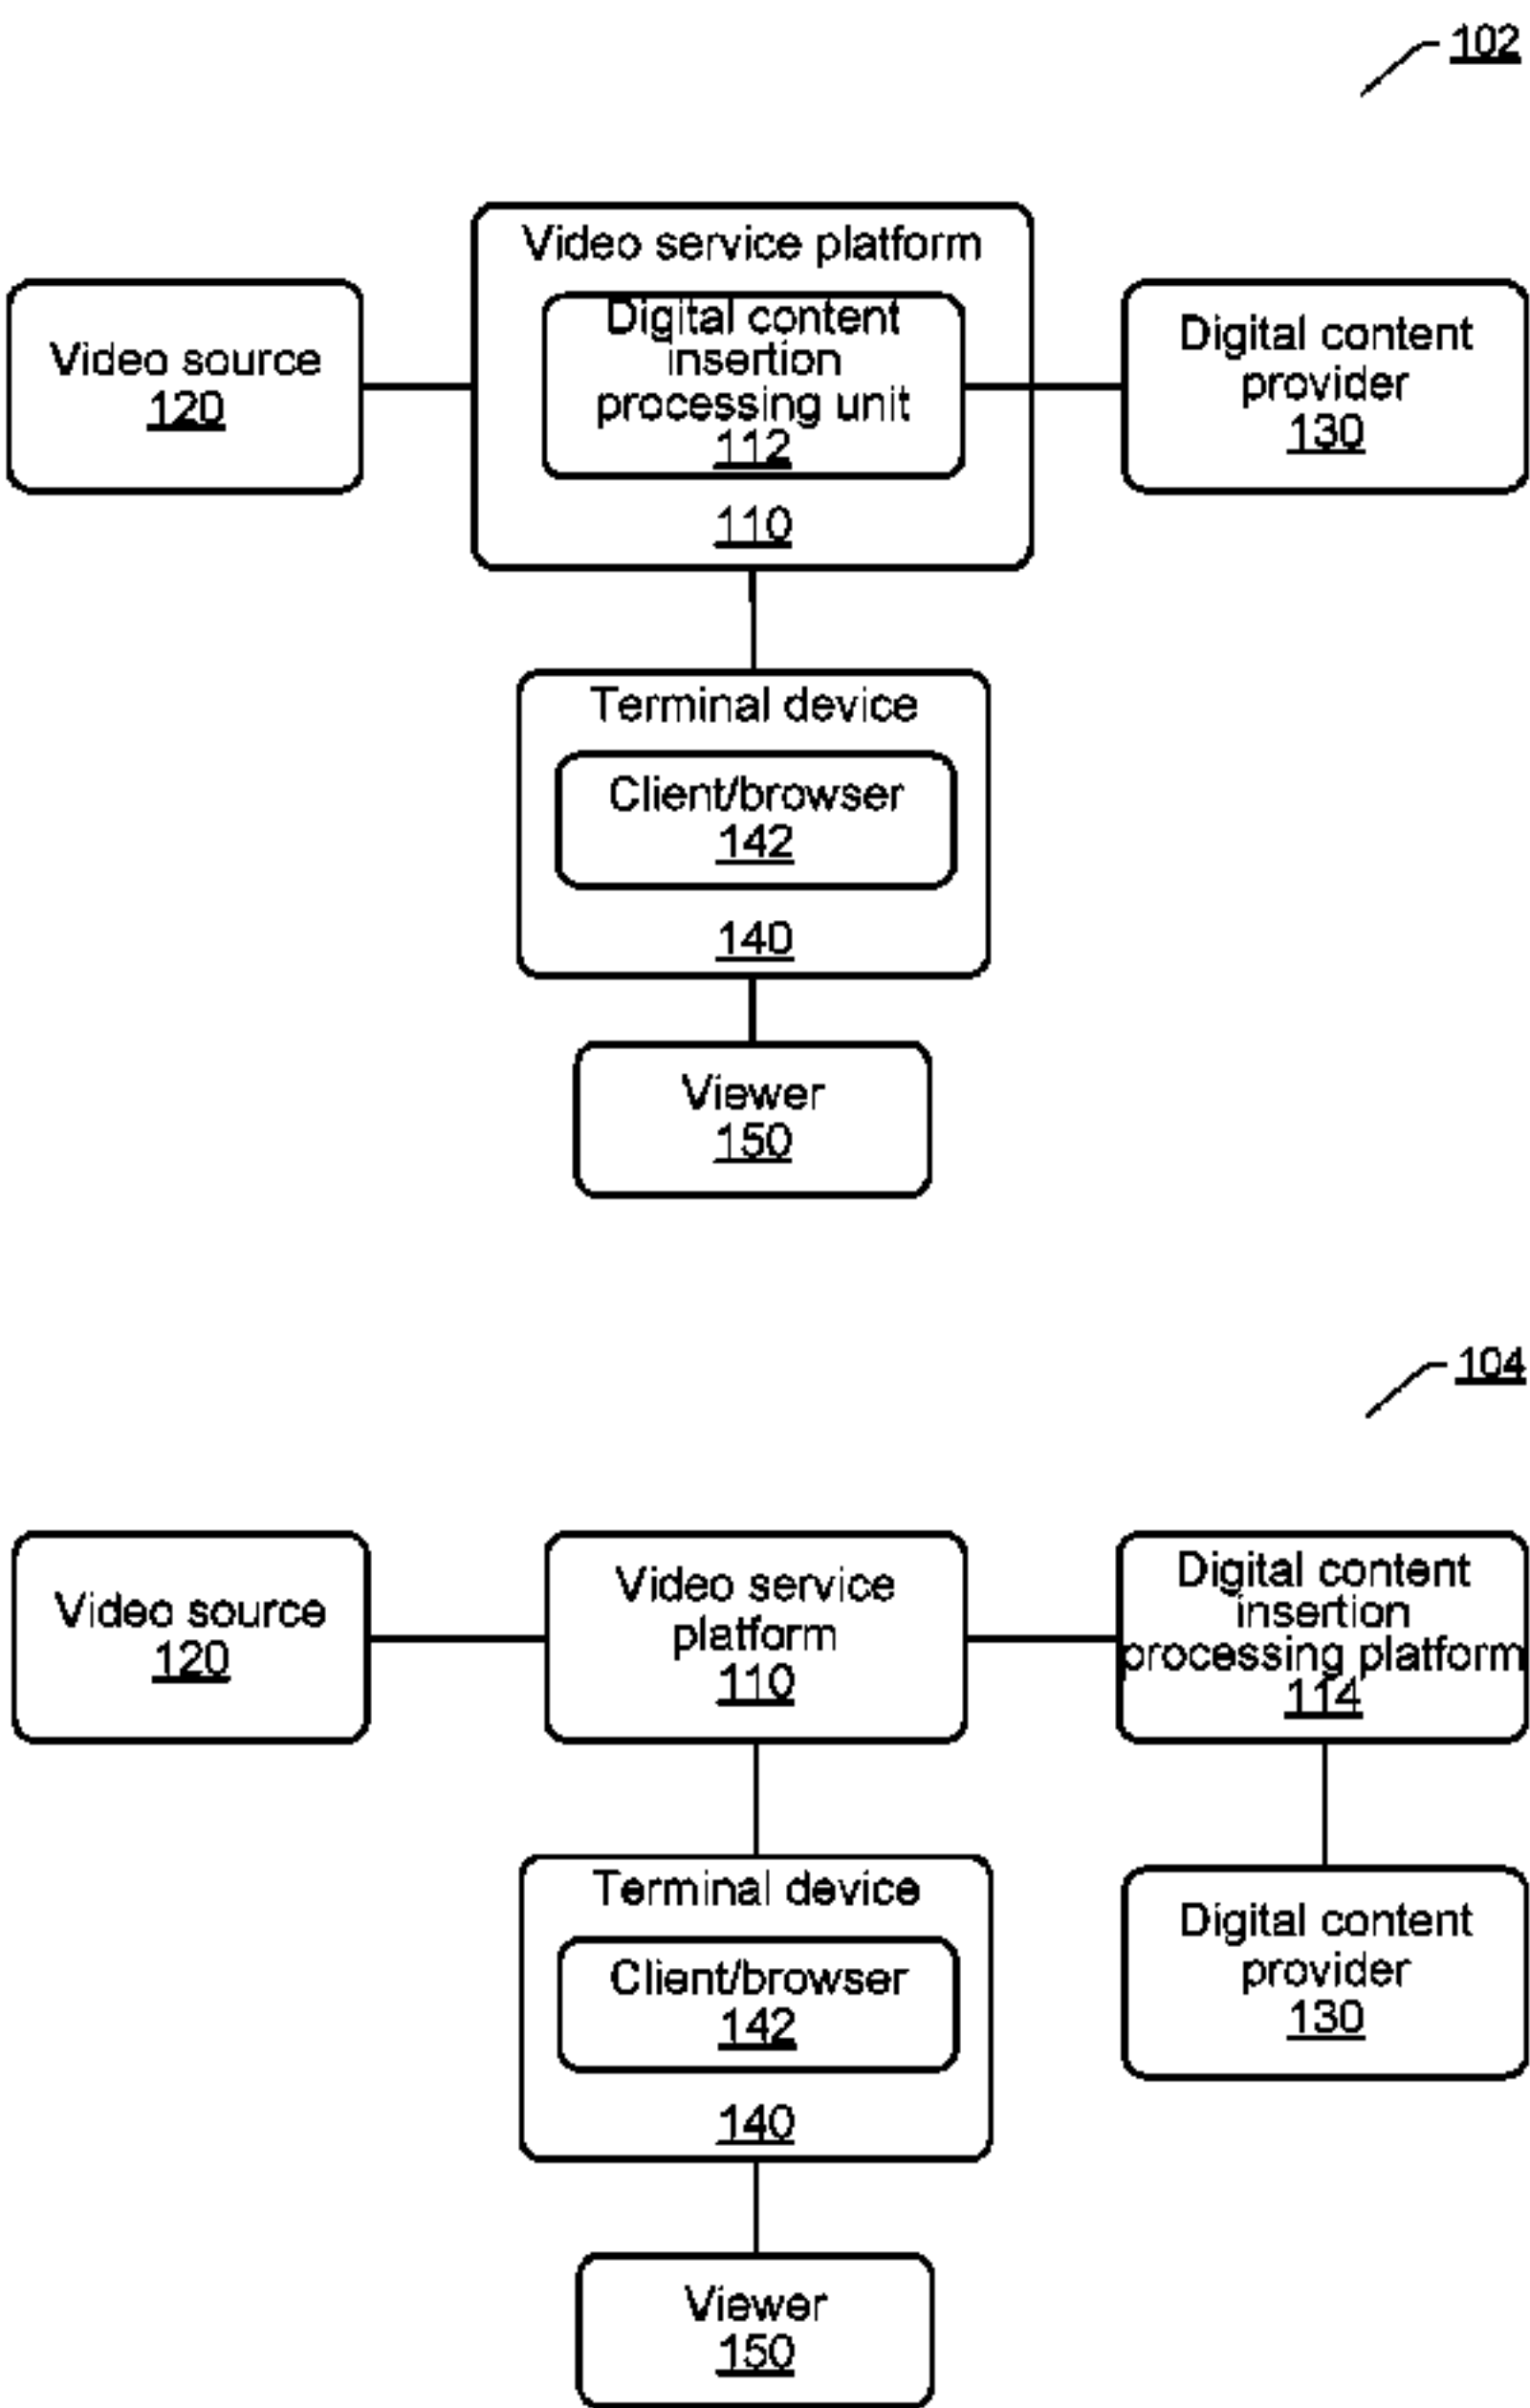 102
Video service platform
Digital content
insertion
processing unit
112
110
Video source
120
Digital content
provider
130
Terminal device
Client/browser
142
140
Viewer
150
104
Video source
120
Video service
platform
110
Digital content
insertion
processing platform
114
Terminal device
Client/browser
142
140
Digital content
provider
130
Viewer
150